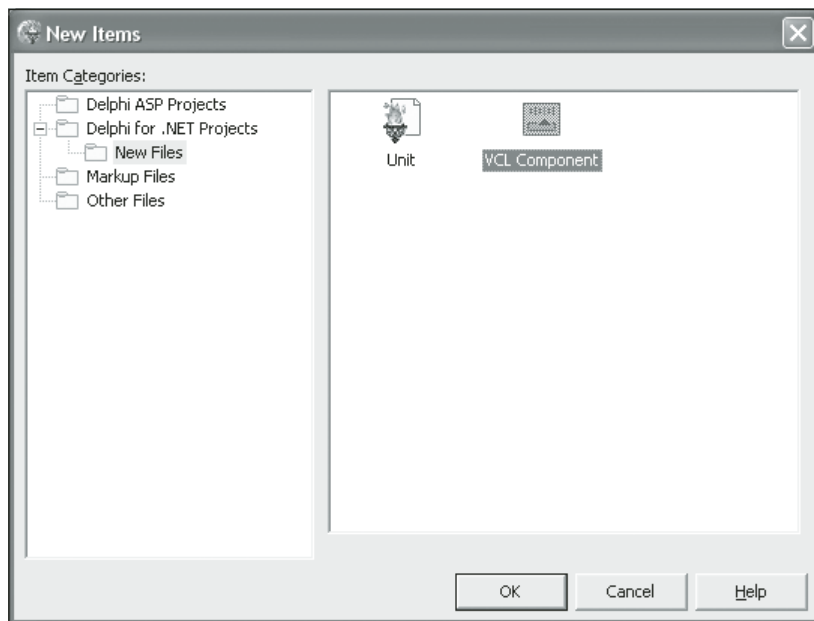 New Items
Item Categories:
Delphi ASP Projects
Delphi for .NET Projects
New Files
Markup Files
Other Files
Unit
VCL Component
OK
Cancel
Help